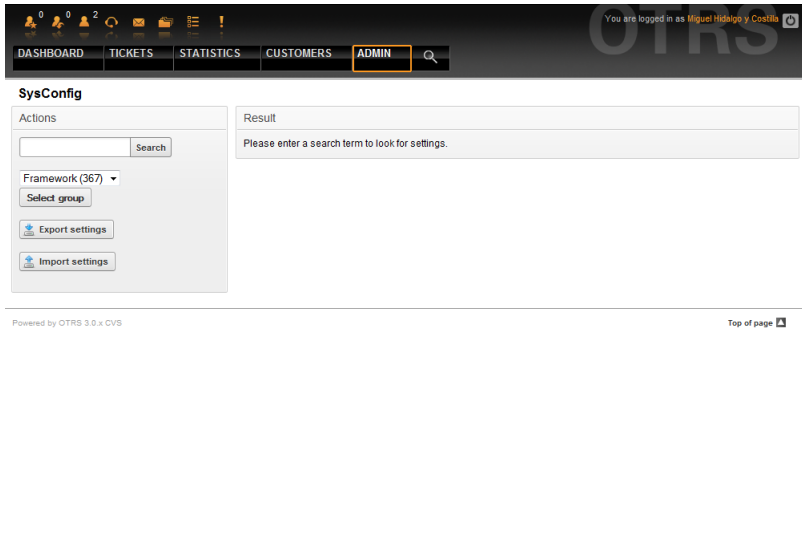 0 0 2
You are logged in as Miguel Hidalgo y Costilla
OTRS
DASHBOARD TICKETS STATISTICS CUSTOMERS ADMIN
SysConfig
Actions
Search
Framework (367)
Select group
Export settings
Import settings
Result
Please enter a search term to look for settings.
Powered by OTRS 3.0.x CVS
Top of page